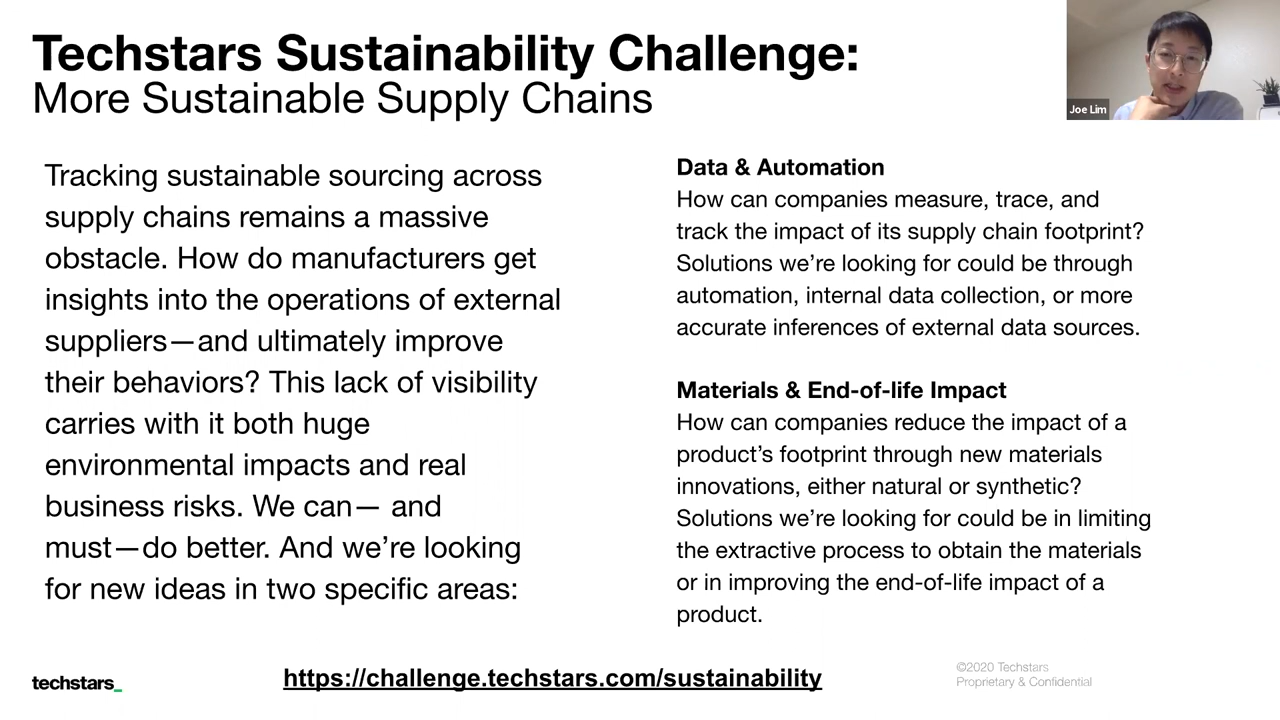 Techstars Sustainability Challenge:
More Sustainable Supply Chains
Joe Lim
Tracking sustainable sourcing across
supply chains remains a massive
obstacle. How do manufacturers get
insights into the operations of external
suppliers—and ultimately improve
their behaviors? This lack of visibility
carries with it both huge
environmental impacts and real
business risks. We can— and
must—do better. And we’re looking
for new ideas in two specific areas:
Data & Automation
How can companies measure, trace, and
track the impact of its supply chain footprint?
Solutions we’re looking for could be through
automation, internal data collection, or more
accurate inferences of external data sources.
Materials & End-of-life Impact
How can companies reduce the impact of a
product’s footprint through new materials
innovations, either natural or synthetic?
Solutions we’re looking for could be in limiting
the extractive process to obtain the materials
or in improving the end-of-life impact of a
product.
techstars_
https://challenge.techstars.com/sustainability
©2020 Techstars
Proprietary & Confidential